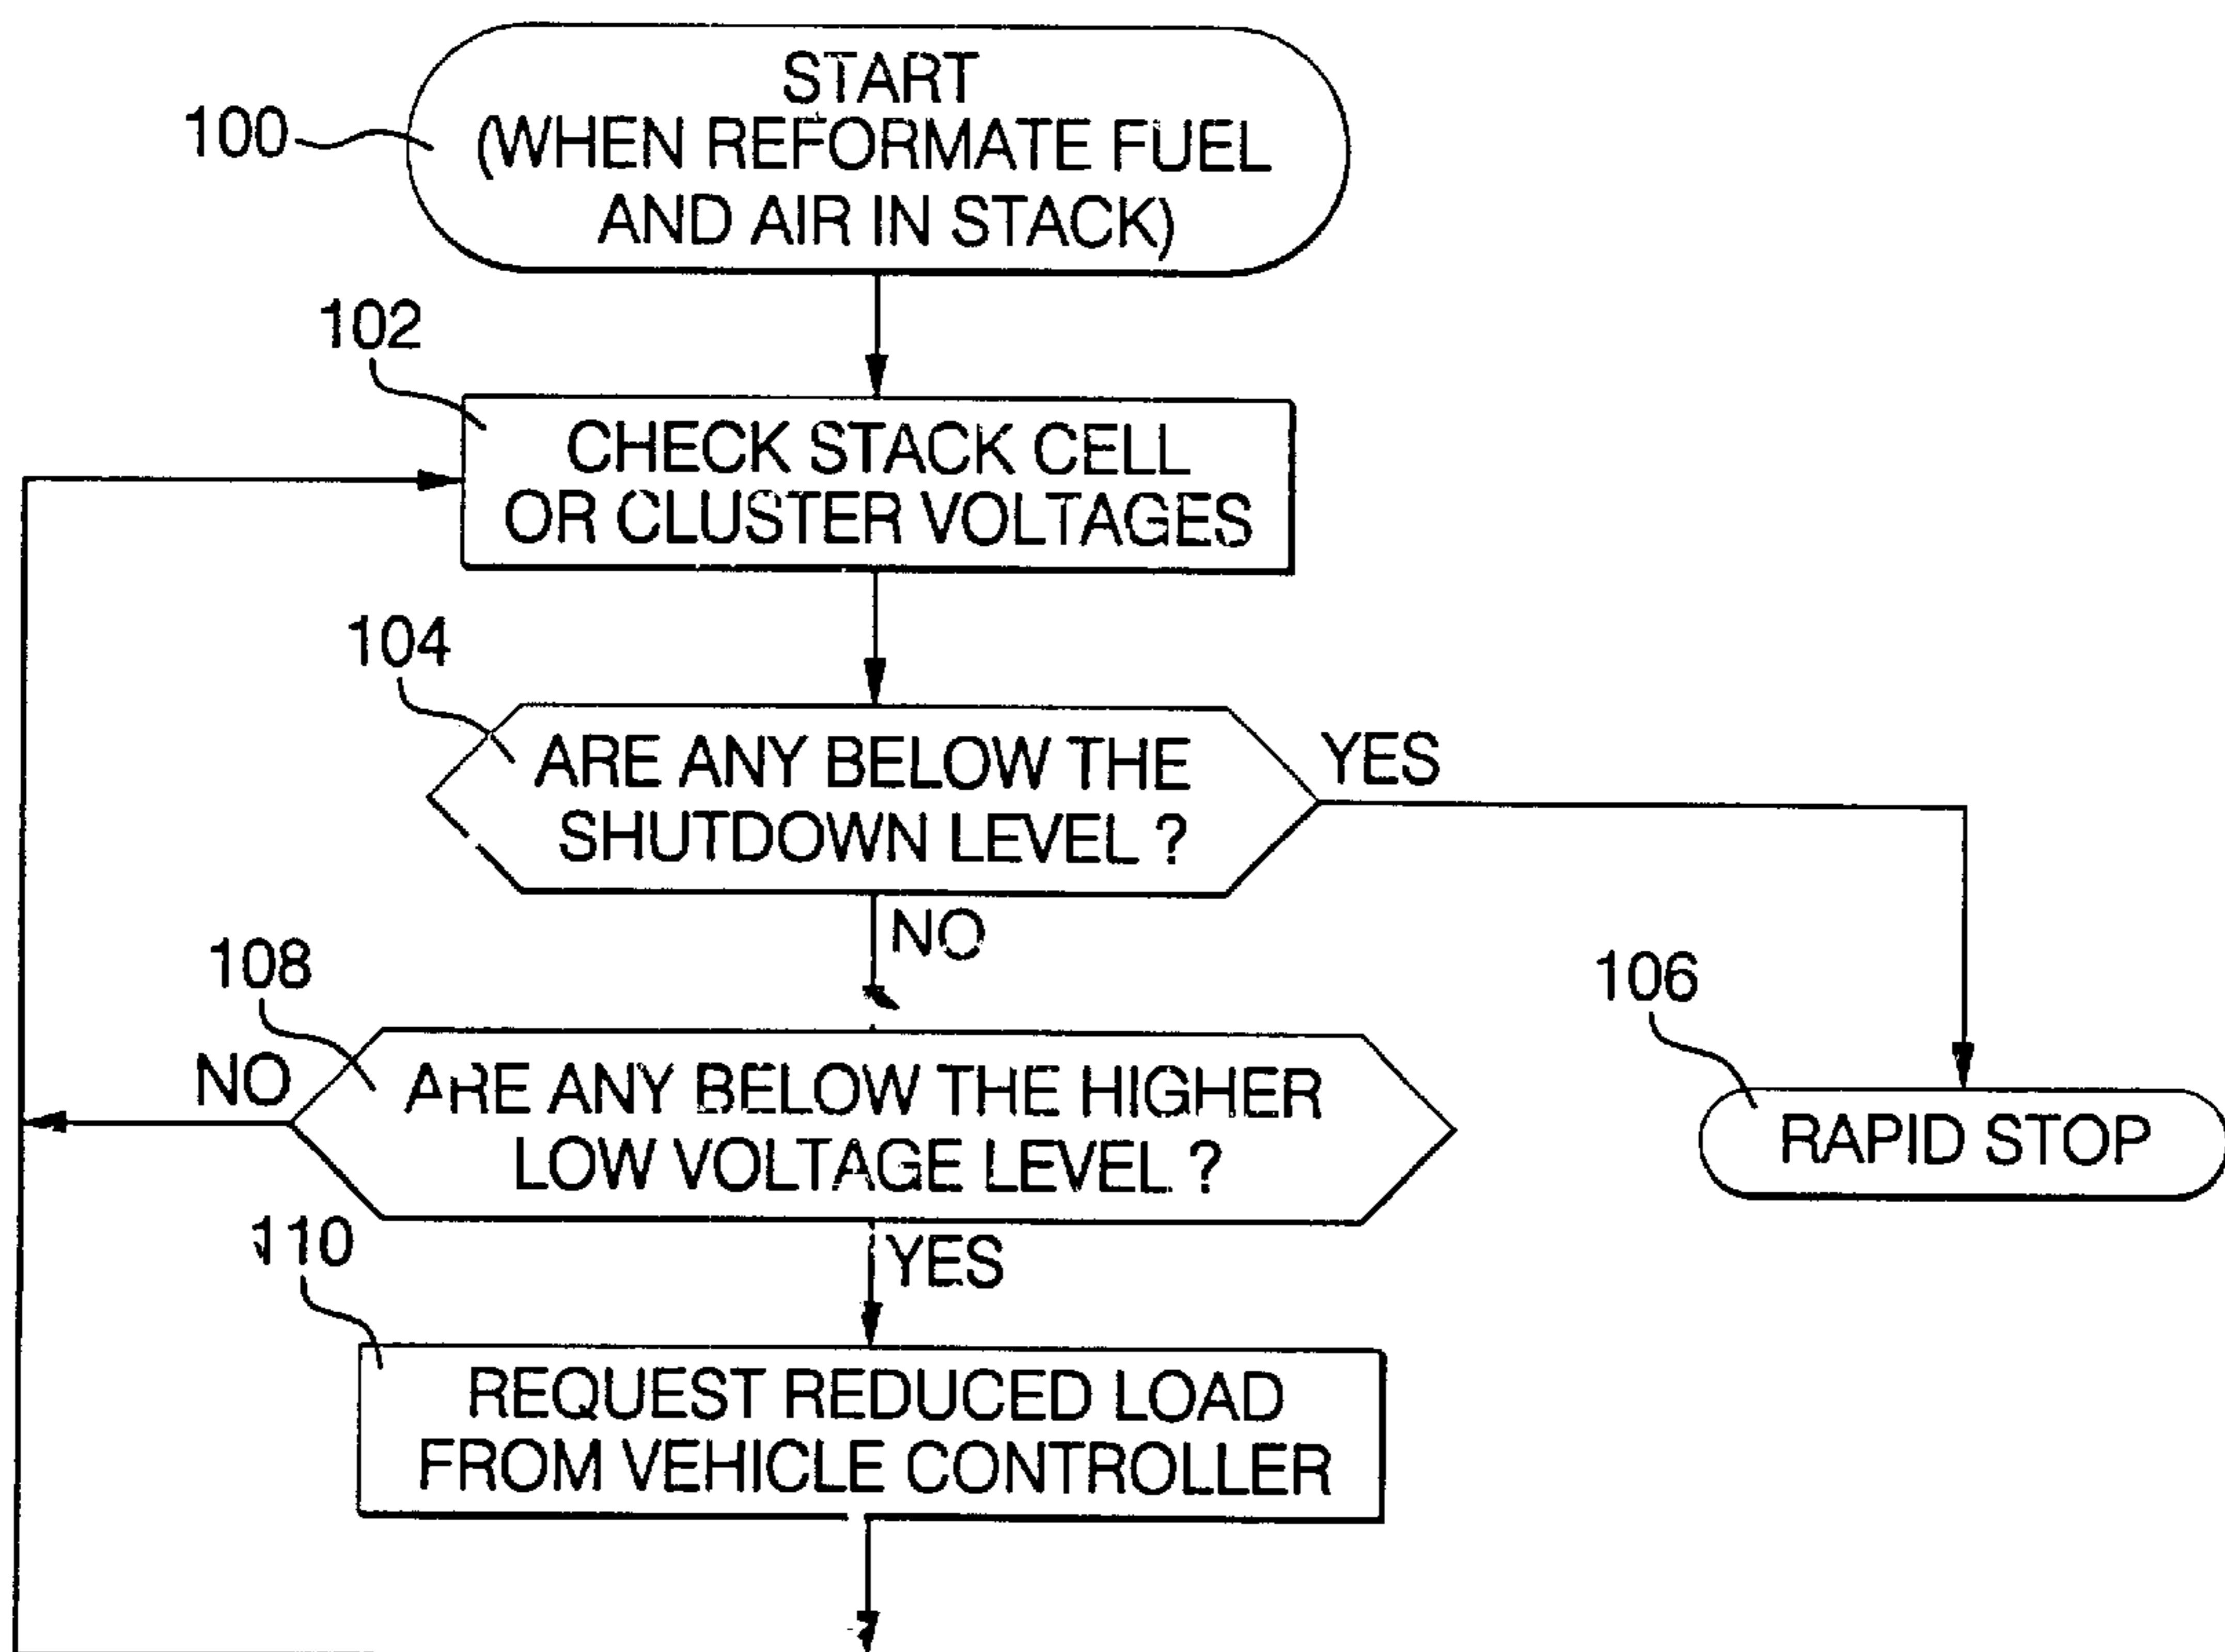 START
100
(WHEN REFORMATE FUEL
AND AIR IN STACK)
102
CHECK STACK CELL
OR CLUSTER VOLTAGES
104
ARE ANY BELOW THE
SHUTDOWN LEVEL ?
YES
NO
108
106
NO
ARE ANY BELOW THE HIGHER
LOW VOLTAGE LEVEL ?
RAPID STOP
110
YES
REQUEST REDUCED LOAD
FROM VEHICLE CONTROLLER